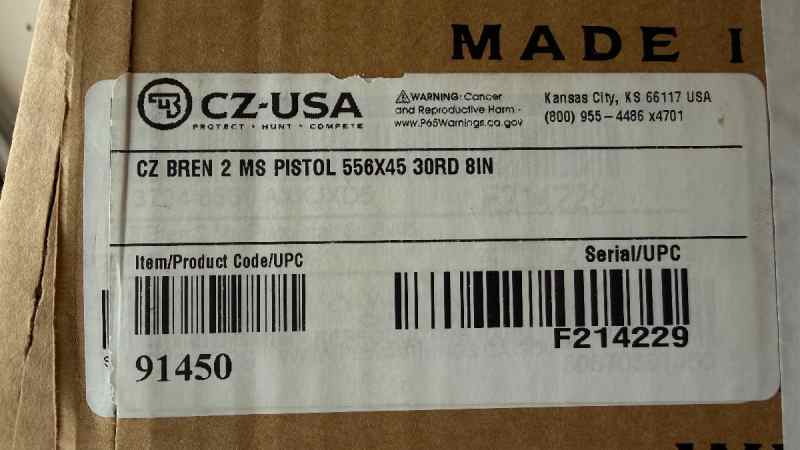 MADE I
CZ-USA
PROTECT • HUNT • COMPETE
⚠WARNING: Cancer
and Reproductive Harm -
www.P65Warnings.ca.gov
Kansas City, KS 66117 USA
(800) 955-4486 x4701
CZ BREN 2 MS PISTOL 556X45 30RD 8IN
F214229
Item/Product Code/UPC
91450
Serial/UPC
F214229